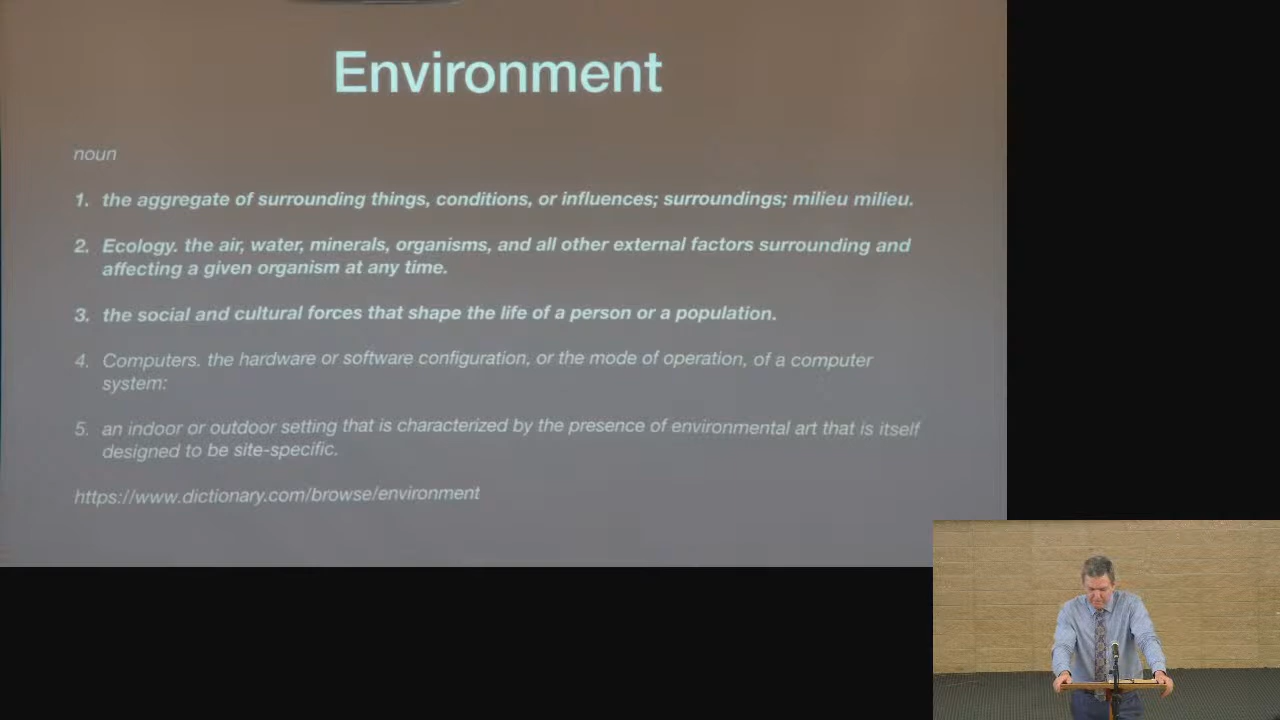 Environment
noun
1. the aggregate of surrounding things, conditions, or influences; surroundings; milieu milieu.
2. Ecology. the air, water, minerals, organisms, and all other external factors surrounding and
affecting a given organism at any time.
3. the social and cultural forces that shape the life of a person or a population.
4. Computers. the hardware or software configuration, or the mode of operation, of a computer
system:
5. an indoor or outdoor setting that is characterized by the presence of environmental art that is itself
designed to be site-specific.
https://www.dictionary.com/browse/environment